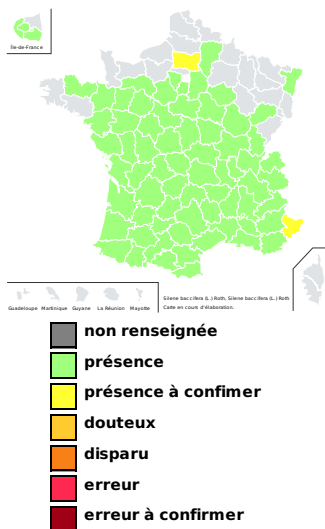 Île-de-France
Guadeloupe Martinique Guyane La Réunion Mayotte
Silene baccifera (L.) Roth, Silene baccifera (L.) Roth
Carte en cours d'élaboration.
non renseignée
présence
présence à confimer
douteux
disparu
erreur
erreur à confirmer